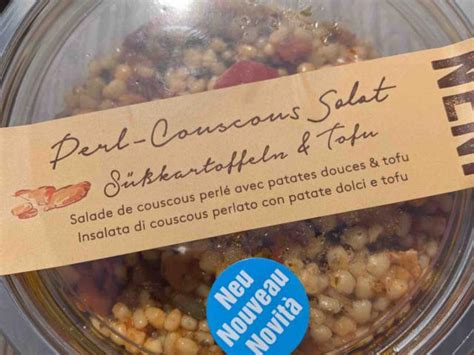 Perl-Couscous Salat
Süßkartoffeln & Tofu
Salade de couscous perlé avec patates douces & tofu
Insalata di couscous perlato con patate dolci e tofu
NEW
Neu
Nouveau
Novità